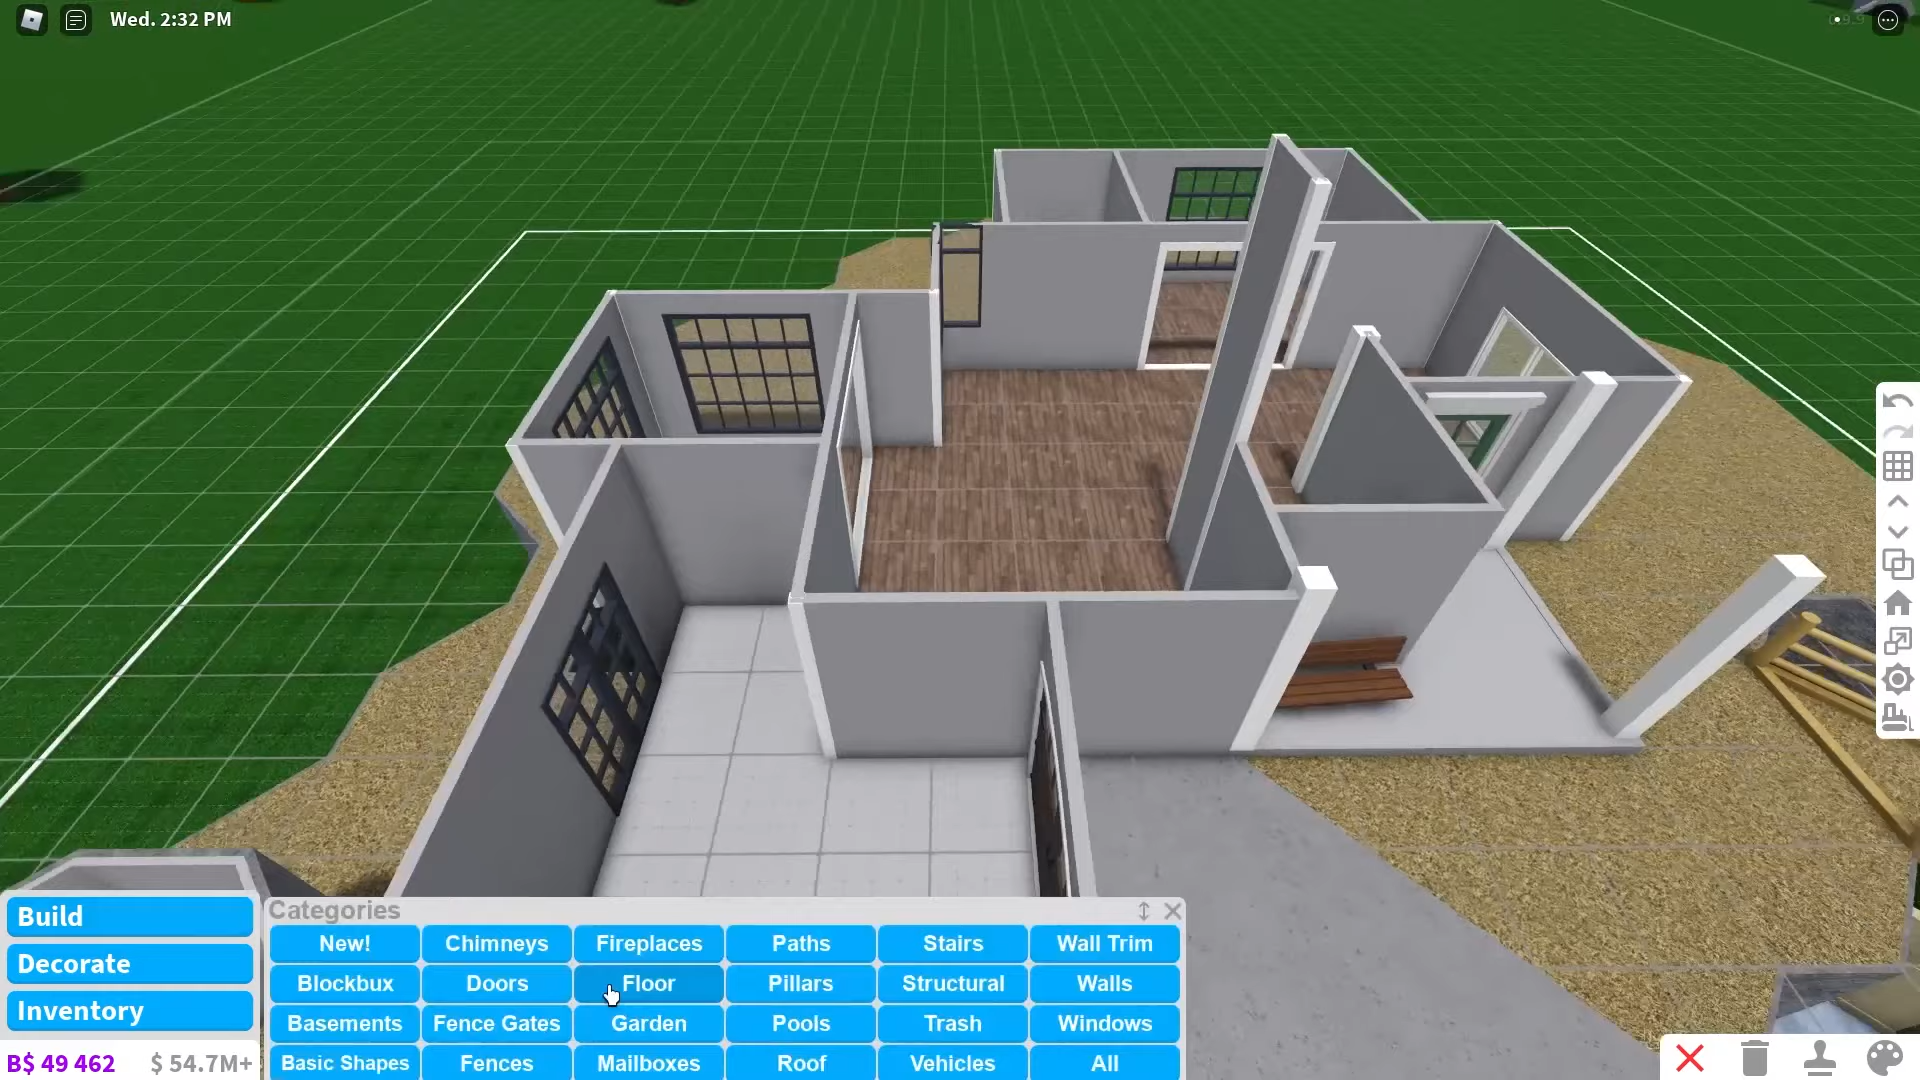 Wed. 2:32 PM
Build
Decorate
Inventory
B$ 49 462
$ 54.7M+
Categories
New! Chimneys Fireplaces Paths Stairs Wall Trim
Blockbux Doors Floor Pillars Structural Walls
Basements Fence Gates Garden Pools Trash Windows
Basic Shapes Fences Mailboxes Roof Vehicles All